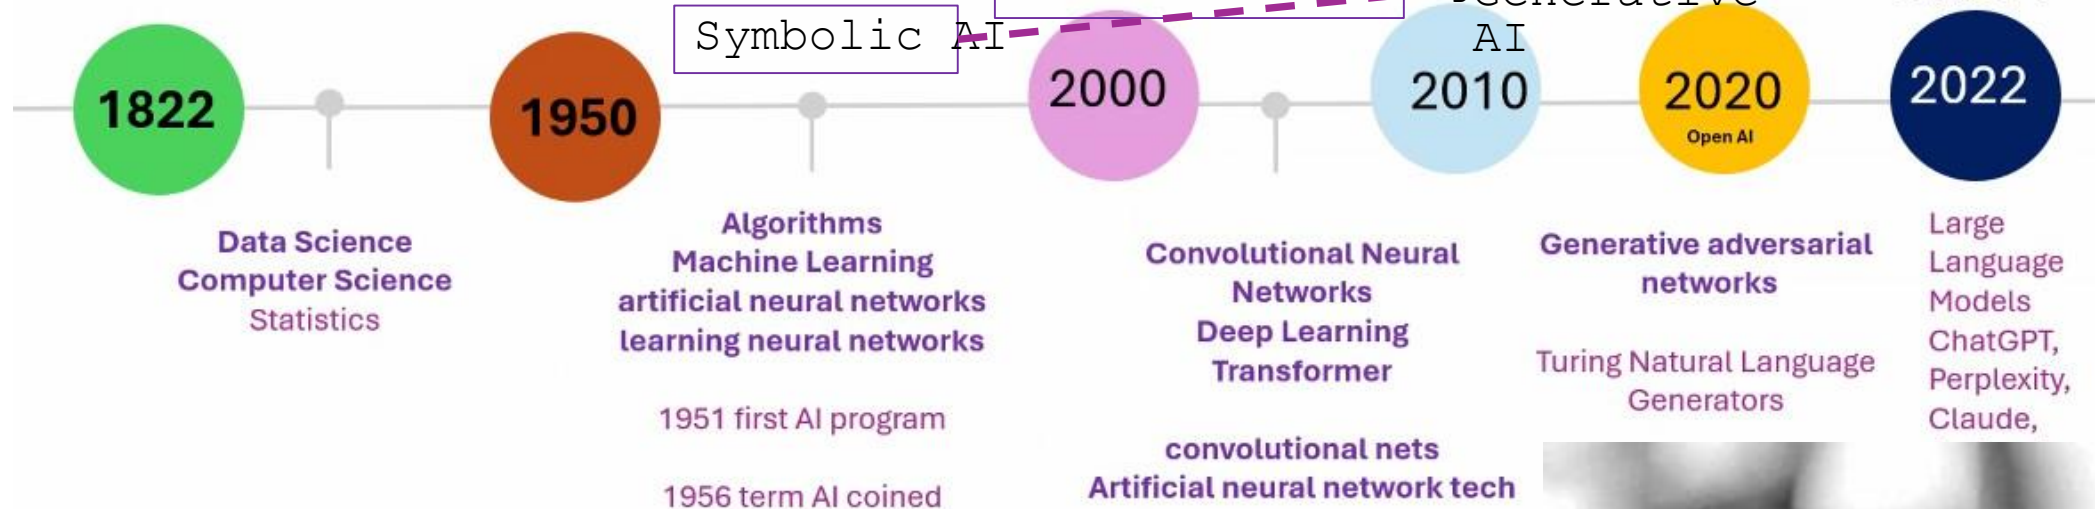 Generative
Symbolic AI
AI
1822
1950
2000
2010
2020
Open AI
2022
Data Science
Computer Science
Statistics
Algorithms
Machine Learning
artificial neural networks
learning neural networks
1951 first AI program
1956 term AI coined
Convolutional Neural
Networks
Deep Learning
Transformer
convolutional nets
Artificial neural network tech
Generative adversarial
networks
Turing Natural Language
Generators
Large
Language
Models
ChatGPT,
Perplexity,
Claude,